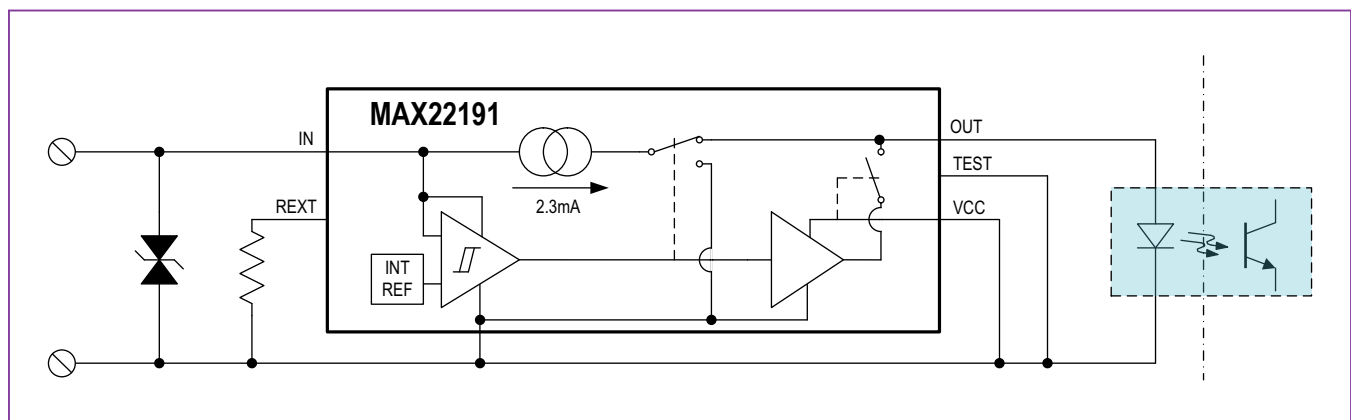 MAX22191
IN
OUT
TEST
2.3mA
REXT
VCC
INT
REF